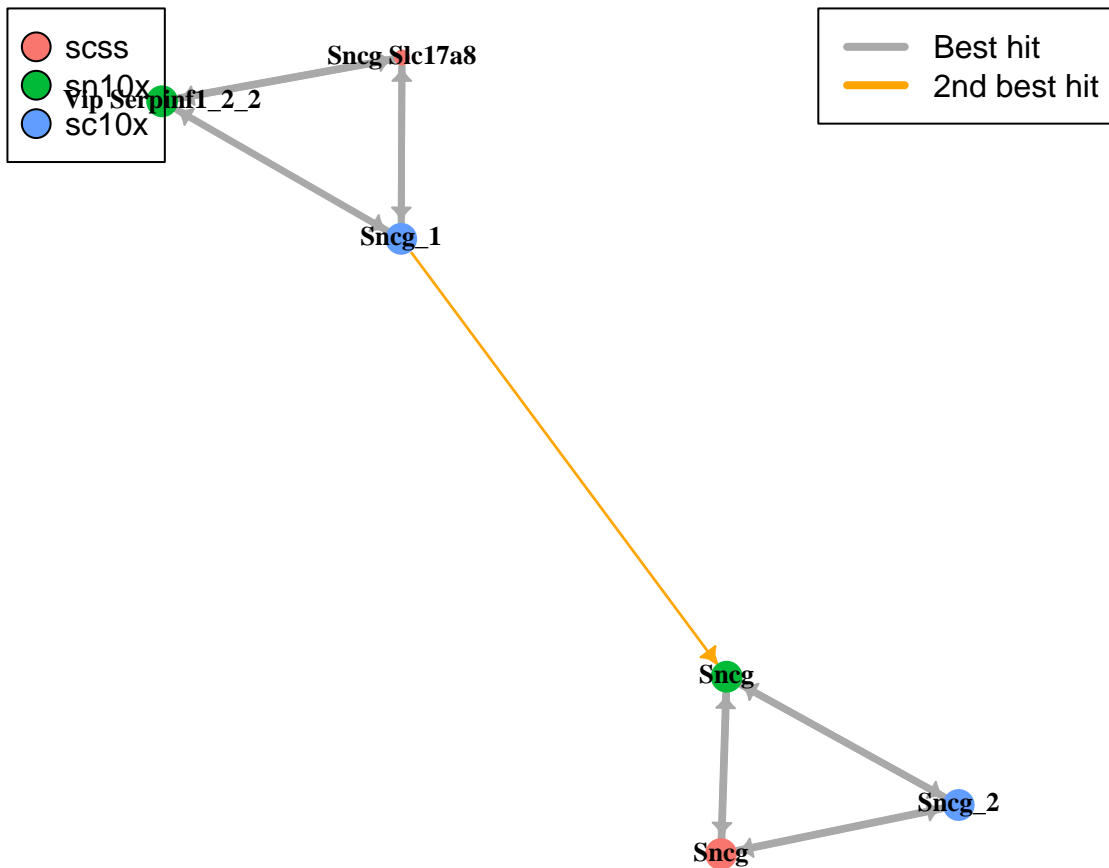 scss
sn10x
sc10x
Best hit
2nd best hit
Sncg Slc17a8
Vip Serpinf1_2_2
Sncg_1
Sncg
Sncg_2
Sncg